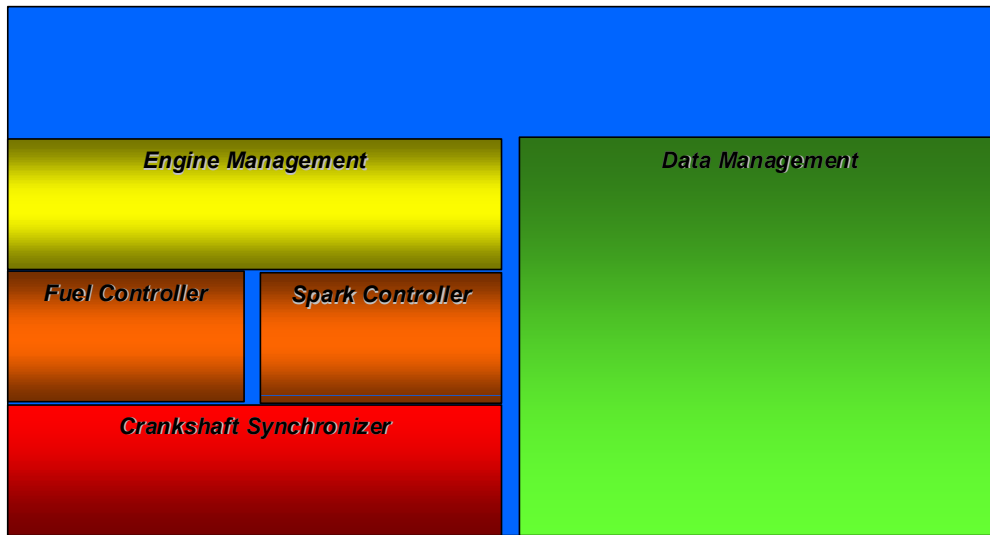 Engine Management
Data Management
Fuel Controller
Spark Controller
Crankshaft Synchronizer